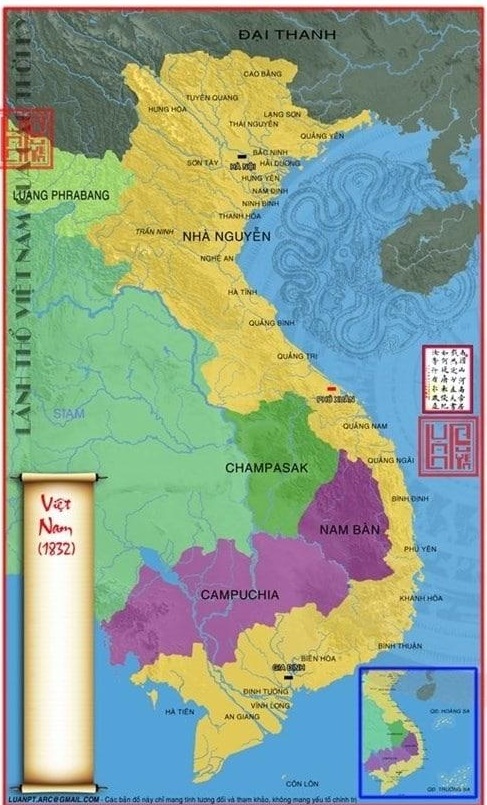 ĐẠI THANH
CAO BẰNG
TUYÊN QUANG
HƯNG HÓA
LẠNG SƠN
THÁI NGUYÊN
QUẢNG YÊN
BẮC NINH
SƠN TÂY
HÀ NỘI
HẢI DƯƠNG
HƯNG YÊN
NAM ĐỊNH
NINH BÌNH
THANH HÓA
LUANG PHRABANG
TRẤN NINH
NHÀ NGUYỄN
NGHỆ AN
HÀ TĨNH
QUẢNG BÌNH
QUẢNG TRỊ
PHÚ XUÂN
QUẢNG NAM
SIAM
CHAMPASAK
QUẢNG NGÃI
BÌNH ĐỊNH
NAM BÀN
PHÚ YÊN
CAMPUCHIA
KHÁNH HÒA
BÌNH THUẬN
BIÊN HÒA
GIA ĐỊNH
ĐỊNH TƯỜNG
VĨNH LONG
HÀ TIÊN
AN GIANG
CÔN LÔN
QĐ. HOÀNG SA
QĐ. TRƯỜNG SA
Việt
Nam
(1832)
LÃNH THỔ VIỆT NAM QUA
THỜI KỲ
LUANPT.ARC@GMAIL.COM - Các bản đồ này chỉ mang tính tương đối và tham khảo, không mang yếu tố chính trị